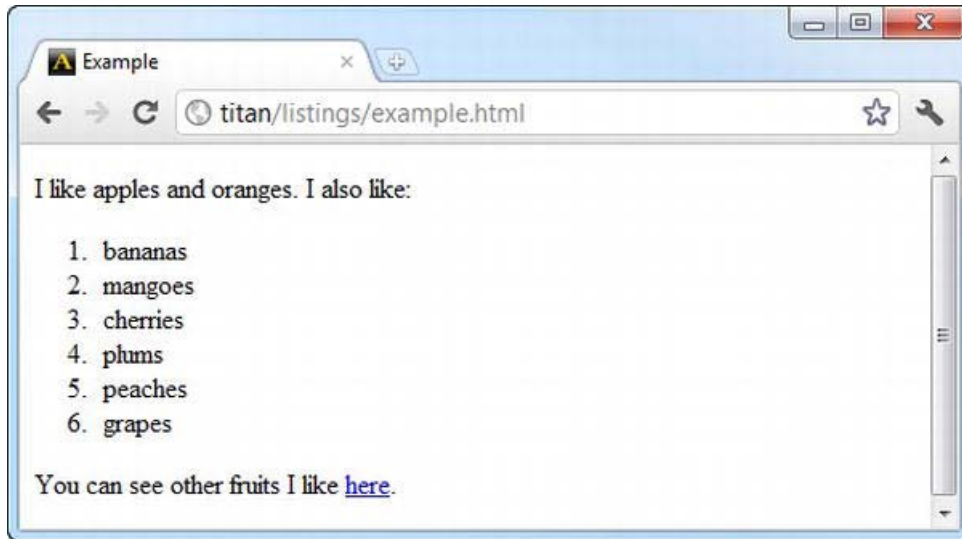 Example
titan/listings/example.html
I like apples and oranges. I also like:
1. bananas
2. mangoes
3. cherries
4. plums
5. peaches
6. grapes
You can see other fruits I like here.